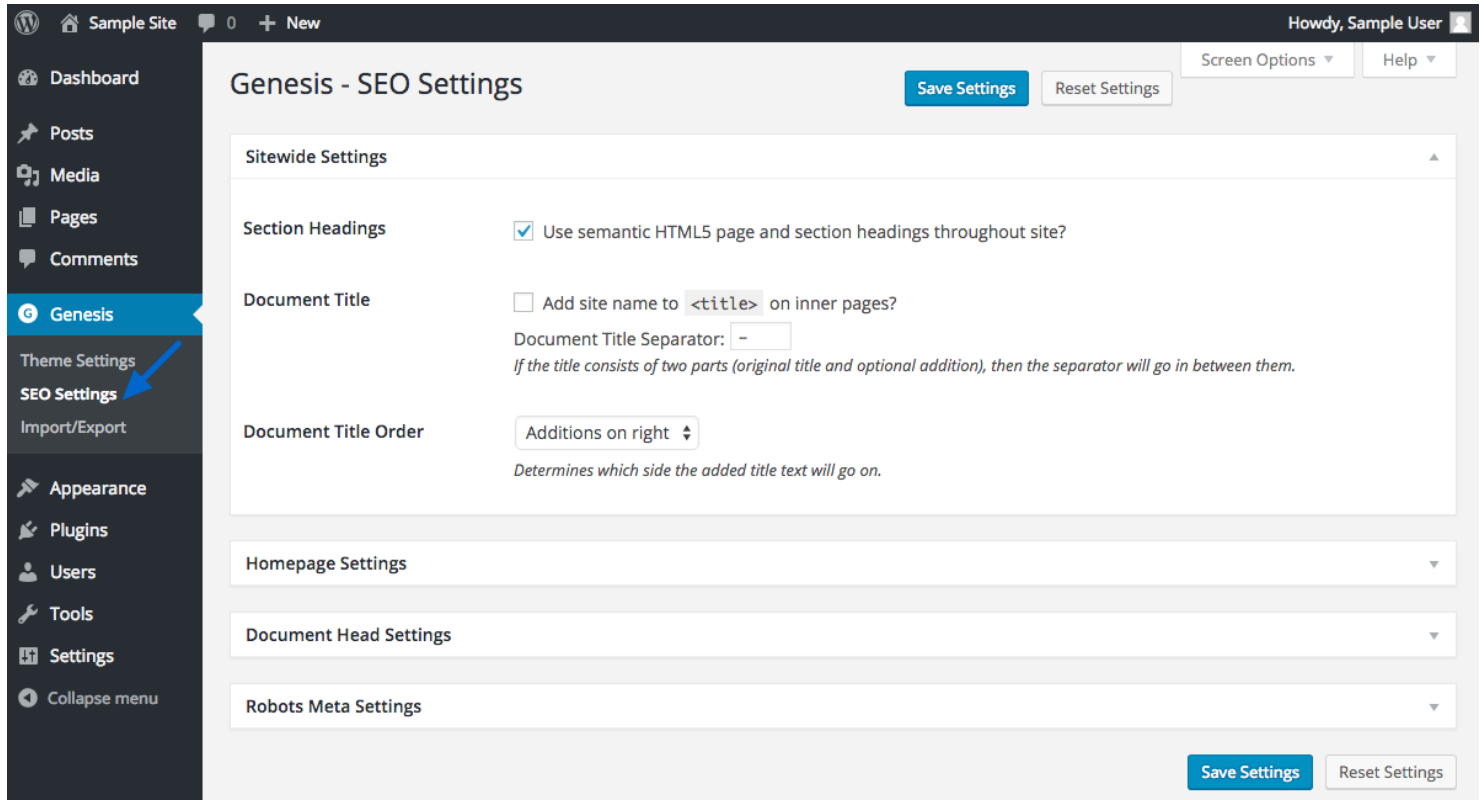 Sample Site 0 + New Howdy, Sample User
Screen Options Help
Dashboard
Posts
Media
Pages
Comments
G Genesis
Theme Settings
SEO Settings
Import/Export
Appearance
Plugins
Users
Tools
Settings
Collapse menu
Genesis - SEO Settings Save Settings Reset Settings
Sitewide Settings
Section Headings Use semantic HTML5 page and section headings throughout site?
Document Title Add site name to <title> on inner pages?
Document Title Separator: –
If the title consists of two parts (original title and optional addition), then the separator will go in between them.
Document Title Order Additions on right
Determines which side the added title text will go on.
Homepage Settings
Document Head Settings
Robots Meta Settings
Save Settings Reset Settings